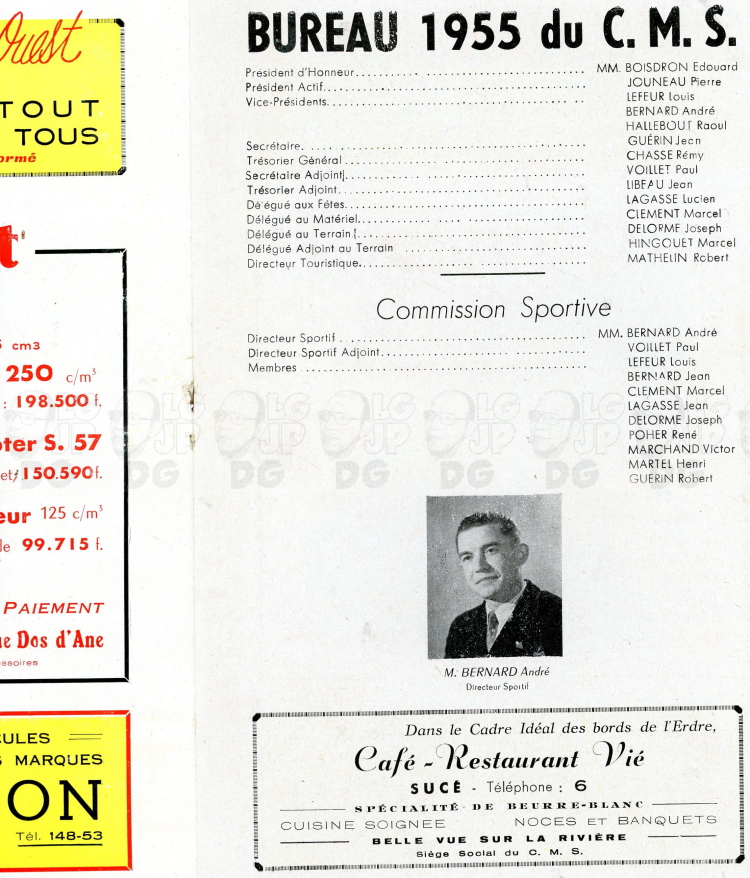 Ouest
TOUT
TOUS
ormé
t
cm3
250 c/m³
: 198.500 f.
oter S. 57
et 150.590 f.
eur 125 c/m³
de 99.715 f.
PAIEMENT
ue Dos d'Ane
essoires
CULES
S MARQUES
ON
Tél. 148-53
BUREAU 1955 du C. M. S.
Président d'Honneur........ MM. BOISDRON Edouard
Président Actif........ JOUNEAU Pierre
Vice-Présidents........ LEFEUR Louis
BERNARD André
HALLEBOUT Raoul
Secrétaire........ GUÉRIN Jean
Trésorier Général........ CHASSE Rémy
Secrétaire Adjoint........ VOILLET Paul
Trésorier Adjoint........ LIBEAU Jean
Délégué aux Fêtes........ LAGASSE Lucien
Délégué au Matériel........ CLEMENT Marcel
Délégué au Terrain........ DELORME Joseph
Délégué Adjoint au Terrain ........ HINGOUET Marcel
Directeur Touristique........ MATHELIN Robert
Commission Sportive
Directeur Sportif ........ MM. BERNARD André
Directeur Sportif Adjoint........ VOILLET Paul
Membres ........ LEFEUR Louis
BERNARD Jean
CLEMENT Marcel
LAGASSE Jean
DELORME Joseph
POHER René
MARCHAND Victor
MARTEL Henri
GUERIN Robert
LG JP DG
M. BERNARD André
Directeur Sportif
Dans le Cadre Idéal des bords de l'Erdre,
Café - Restaurant Vié
SUCÉ - Téléphone : 6
SPÉCIALITÉ DE BEURRE-BLANC
CUISINE SOIGNEE NOCES ET BANQUETS
BELLE VUE SUR LA RIVIÈRE
Siège Social du C. M. S.